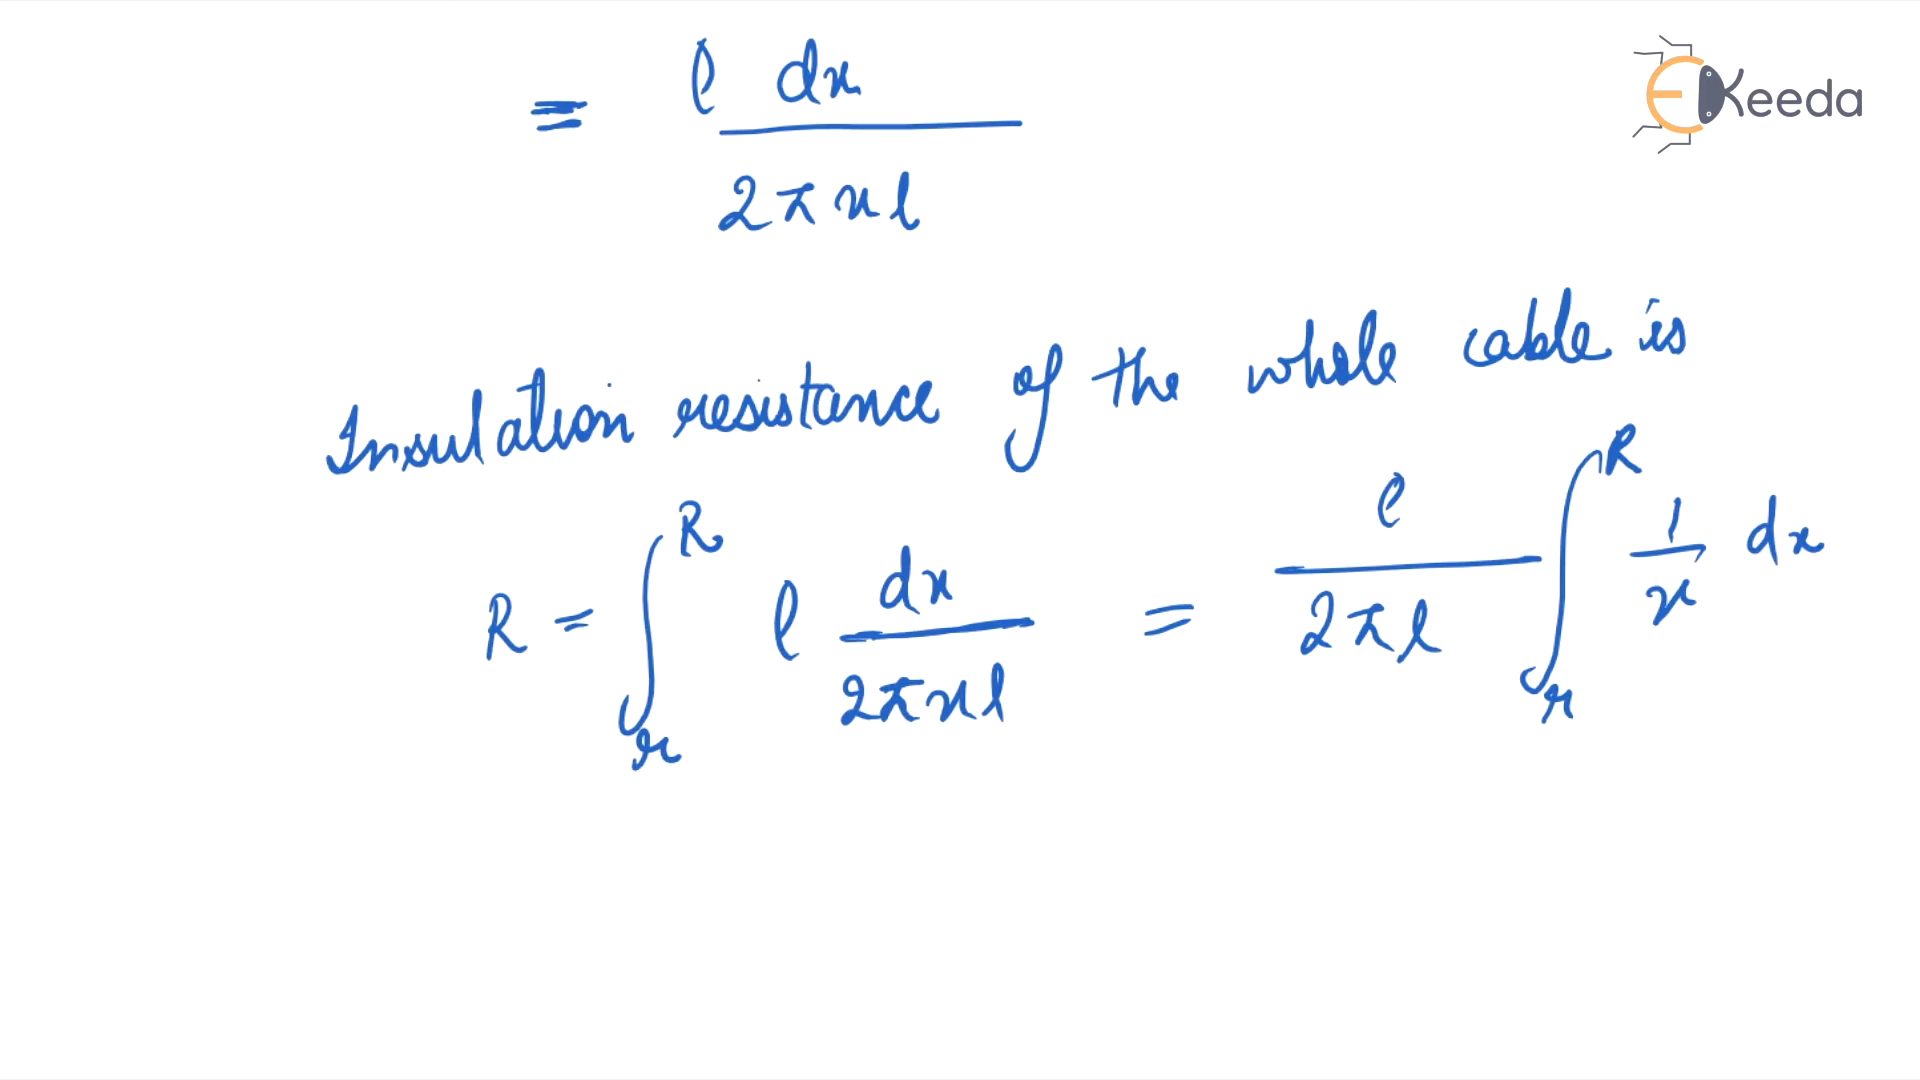 EKeeda
= ρ dx / 2πxl
Insulation resistance of the whole cable is
R = ∫_r^R ρ dx / 2πxl = ρ / 2πl ∫_r^R 1/x dx